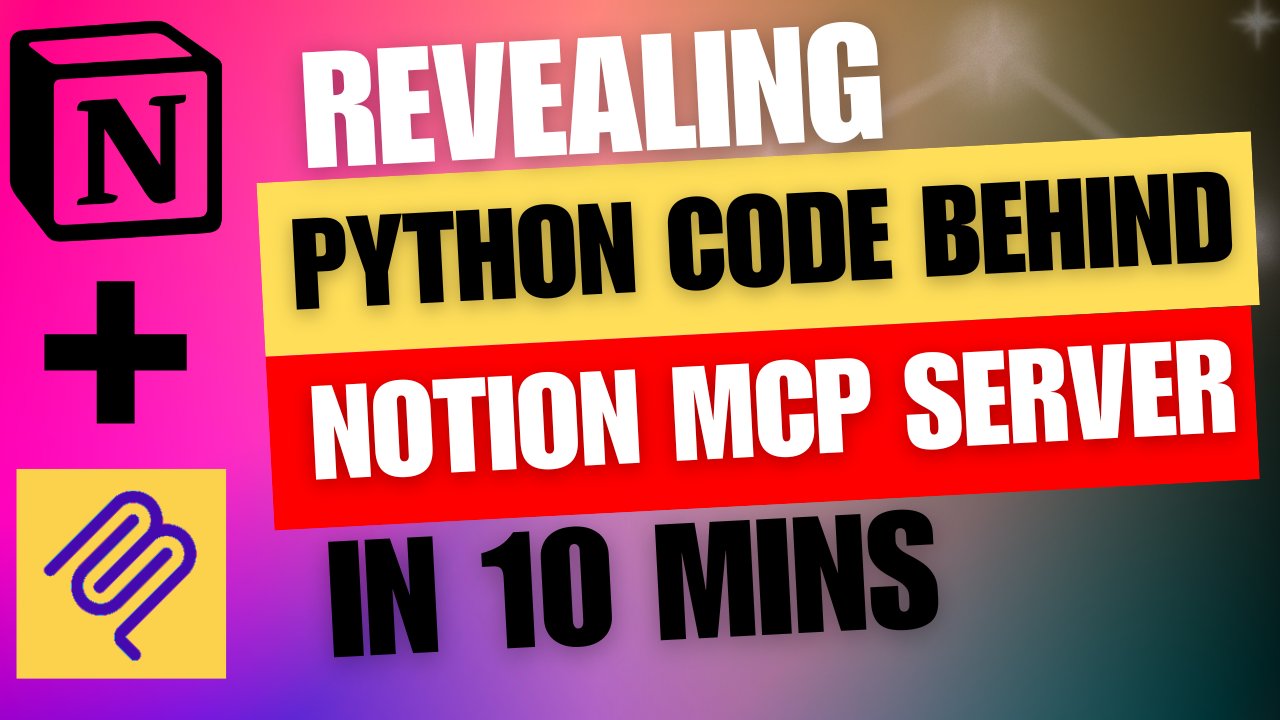 N
REVEALING
PYTHON CODE BEHIND
NOTION MCP SERVER
IN 10 MINS